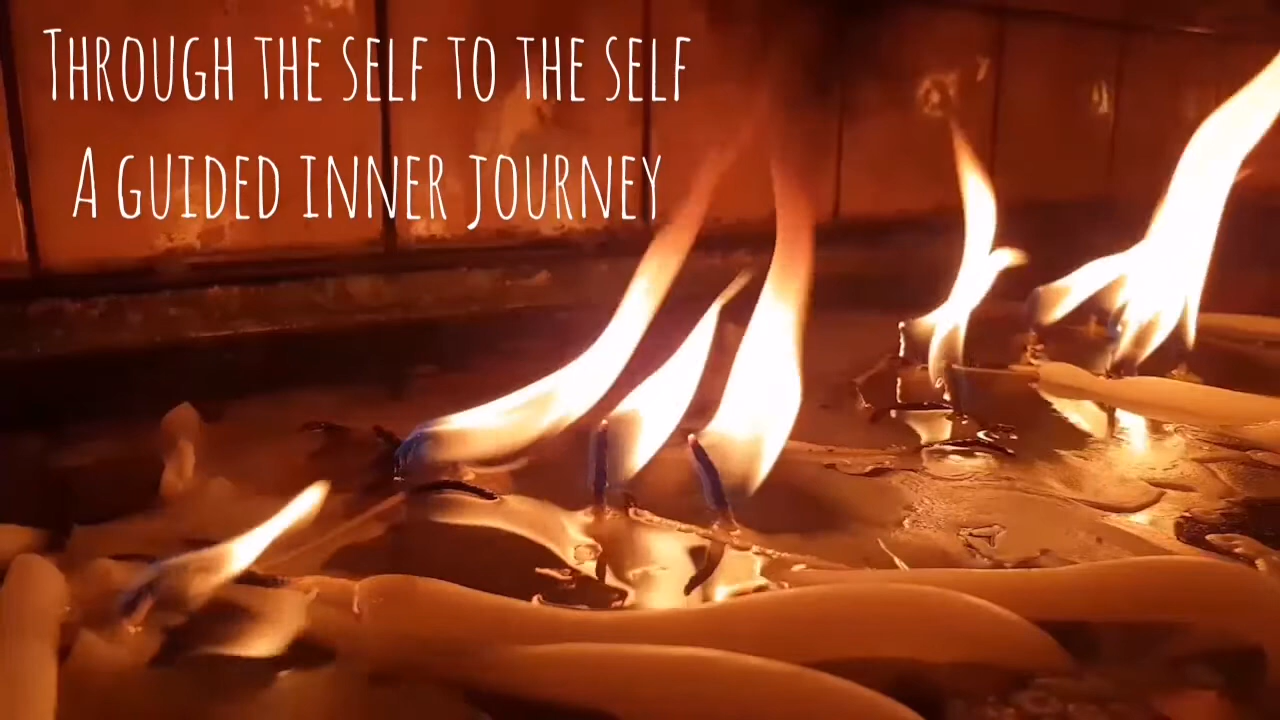 Through the self to the self
A guided inner journey